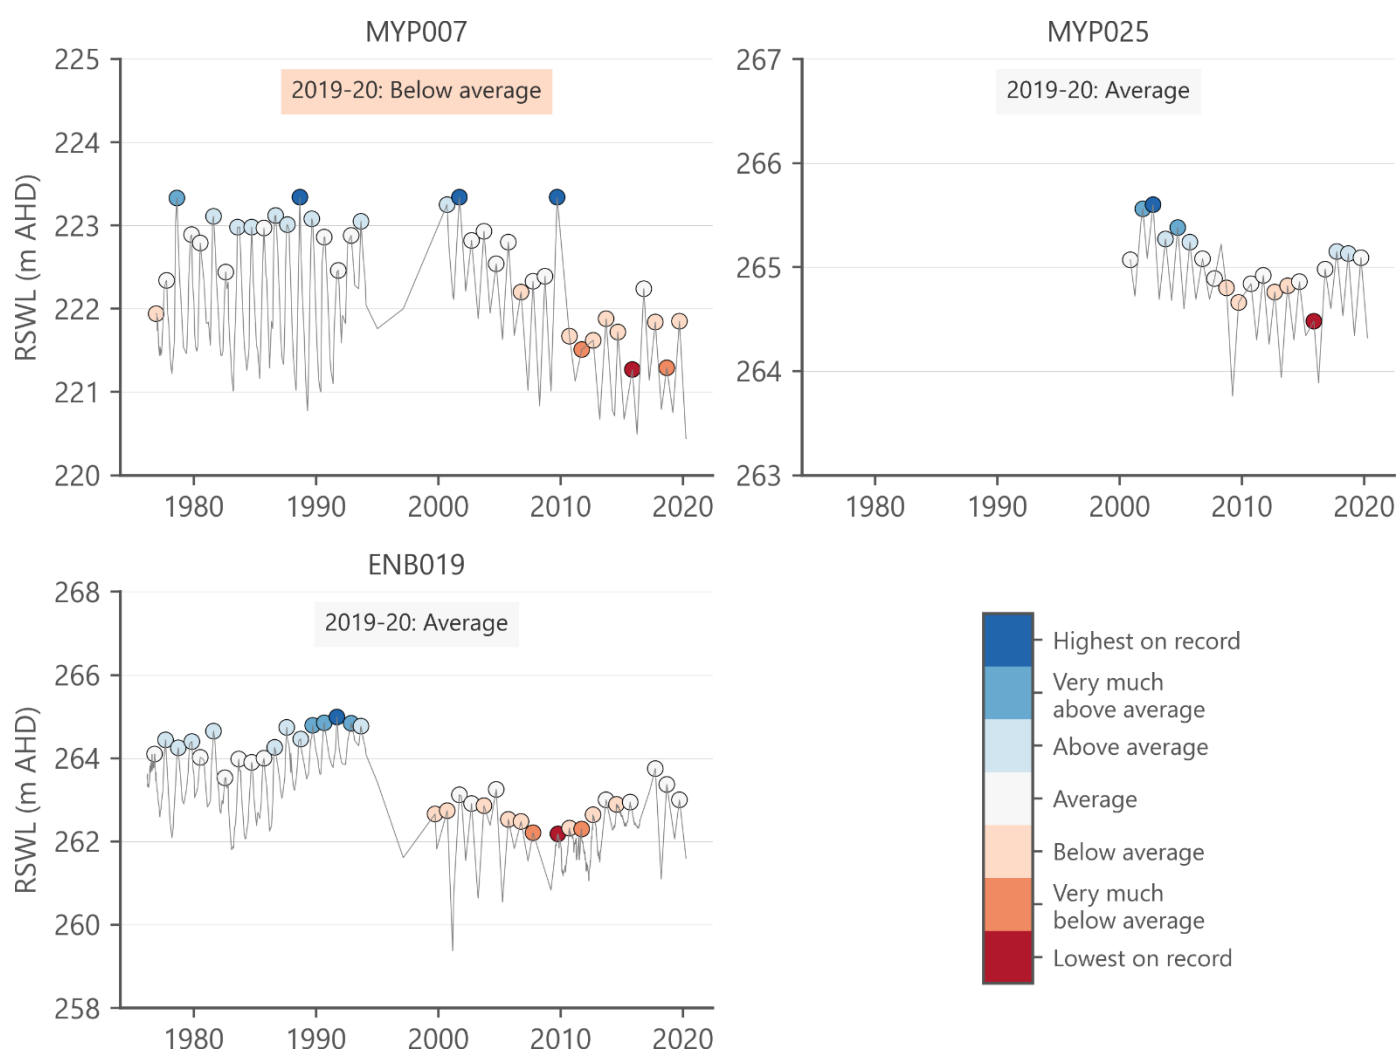 MYP007
2019-20: Below average
RSWL (m AHD)
225
224
223
222
221
220
1980
1990
2000
2010
2020
MYP025
2019-20: Average
267
266
265
264
263
1980
1990
2000
2010
2020
ENB019
2019-20: Average
RSWL (m AHD)
268
266
264
262
260
258
1980
1990
2000
2010
2020
Highest on record
Very much
above average
Above average
Average
Below average
Very much
below average
Lowest on record